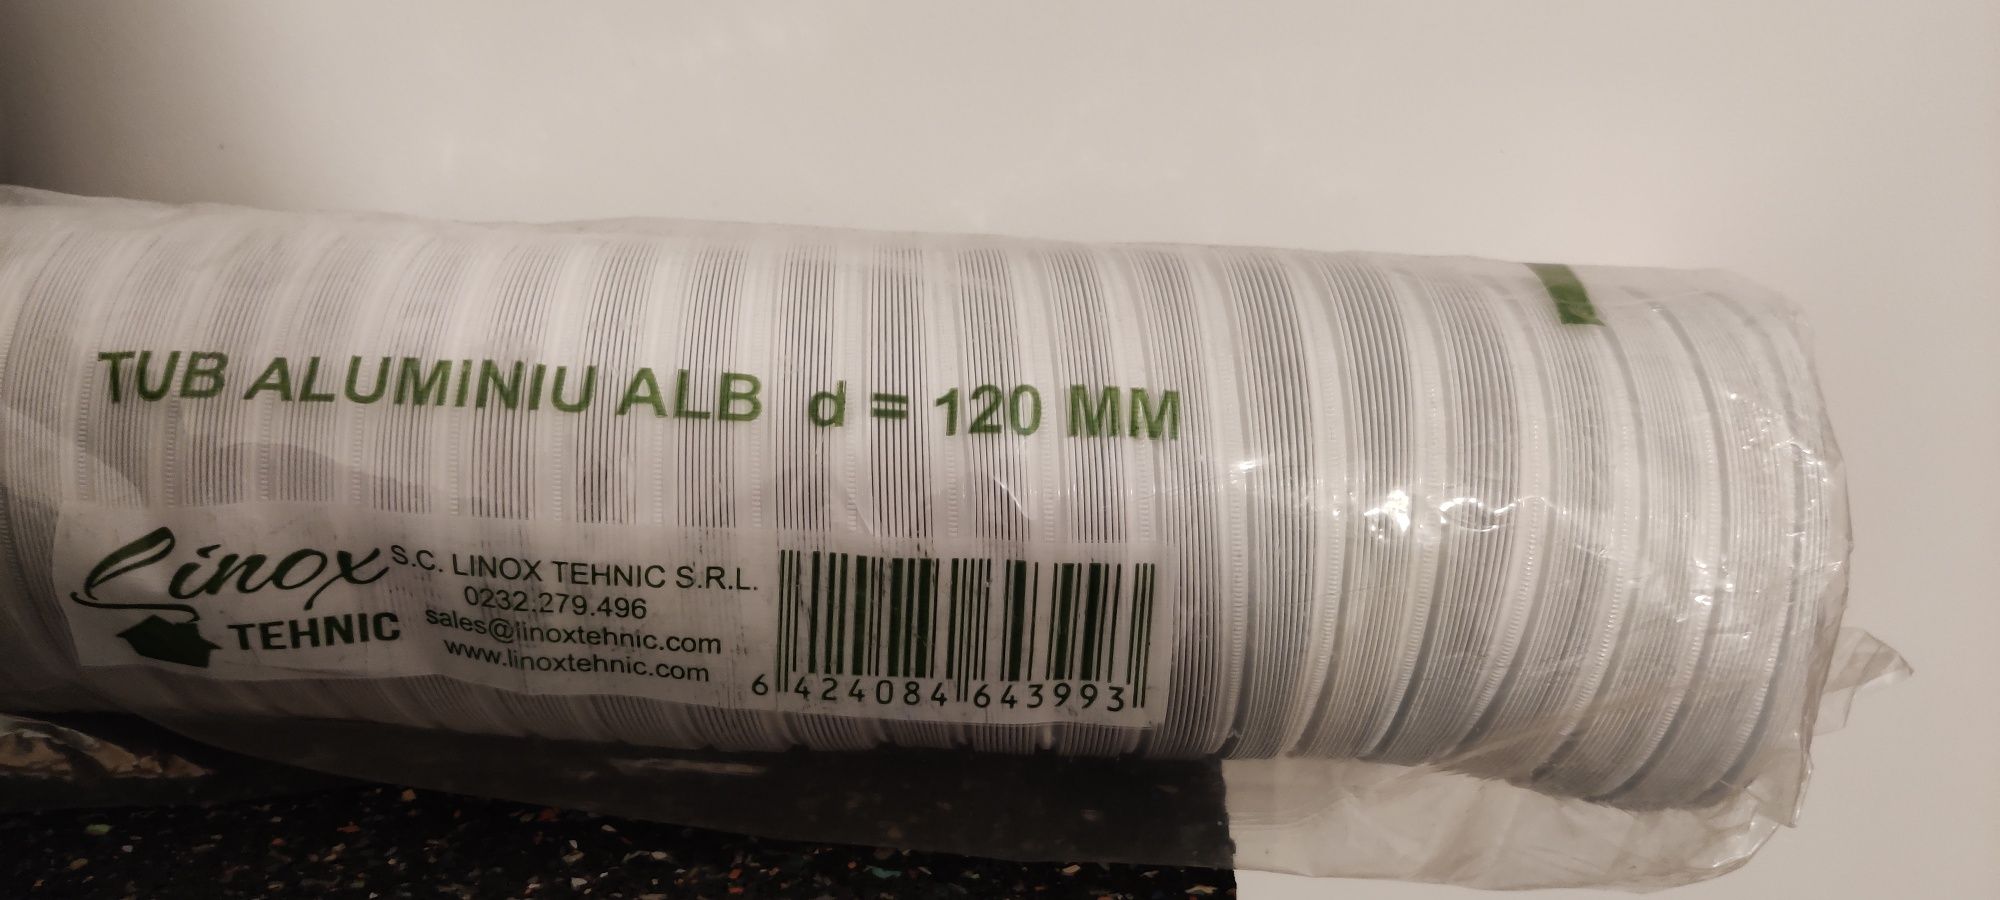 TUB ALUMINIU ALB d = 120 MM
Linox
TEHNIC
S.C. LINOX TEHNIC S.R.L.
0232.279.496
sales@linoxtehnic.com
www.linoxtehnic.com
6 424084 643993